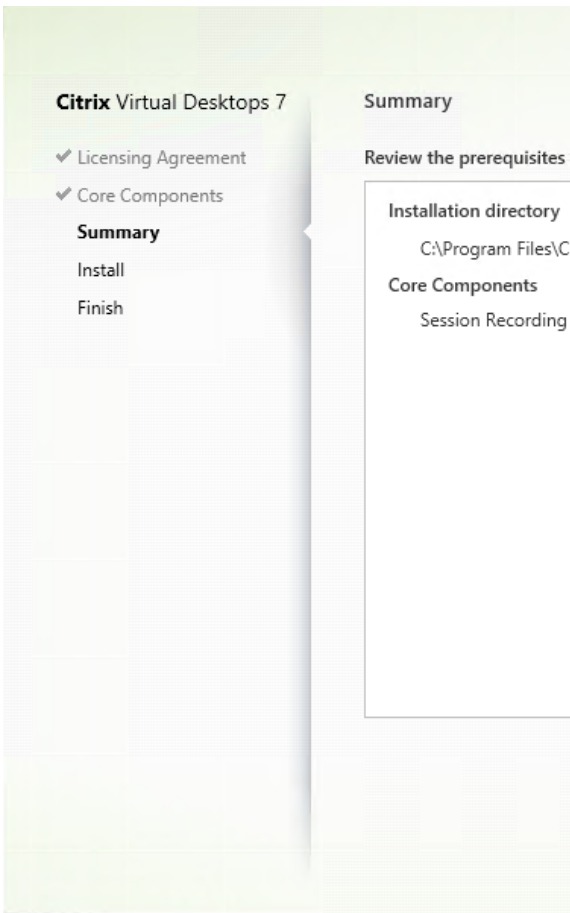 Citrix Virtual Desktops 7
Licensing Agreement
Core Components
Summary
Install
Finish
Summary
Review the prerequisites
Installation directory
C:\Program Files\C
Core Components
Session Recording